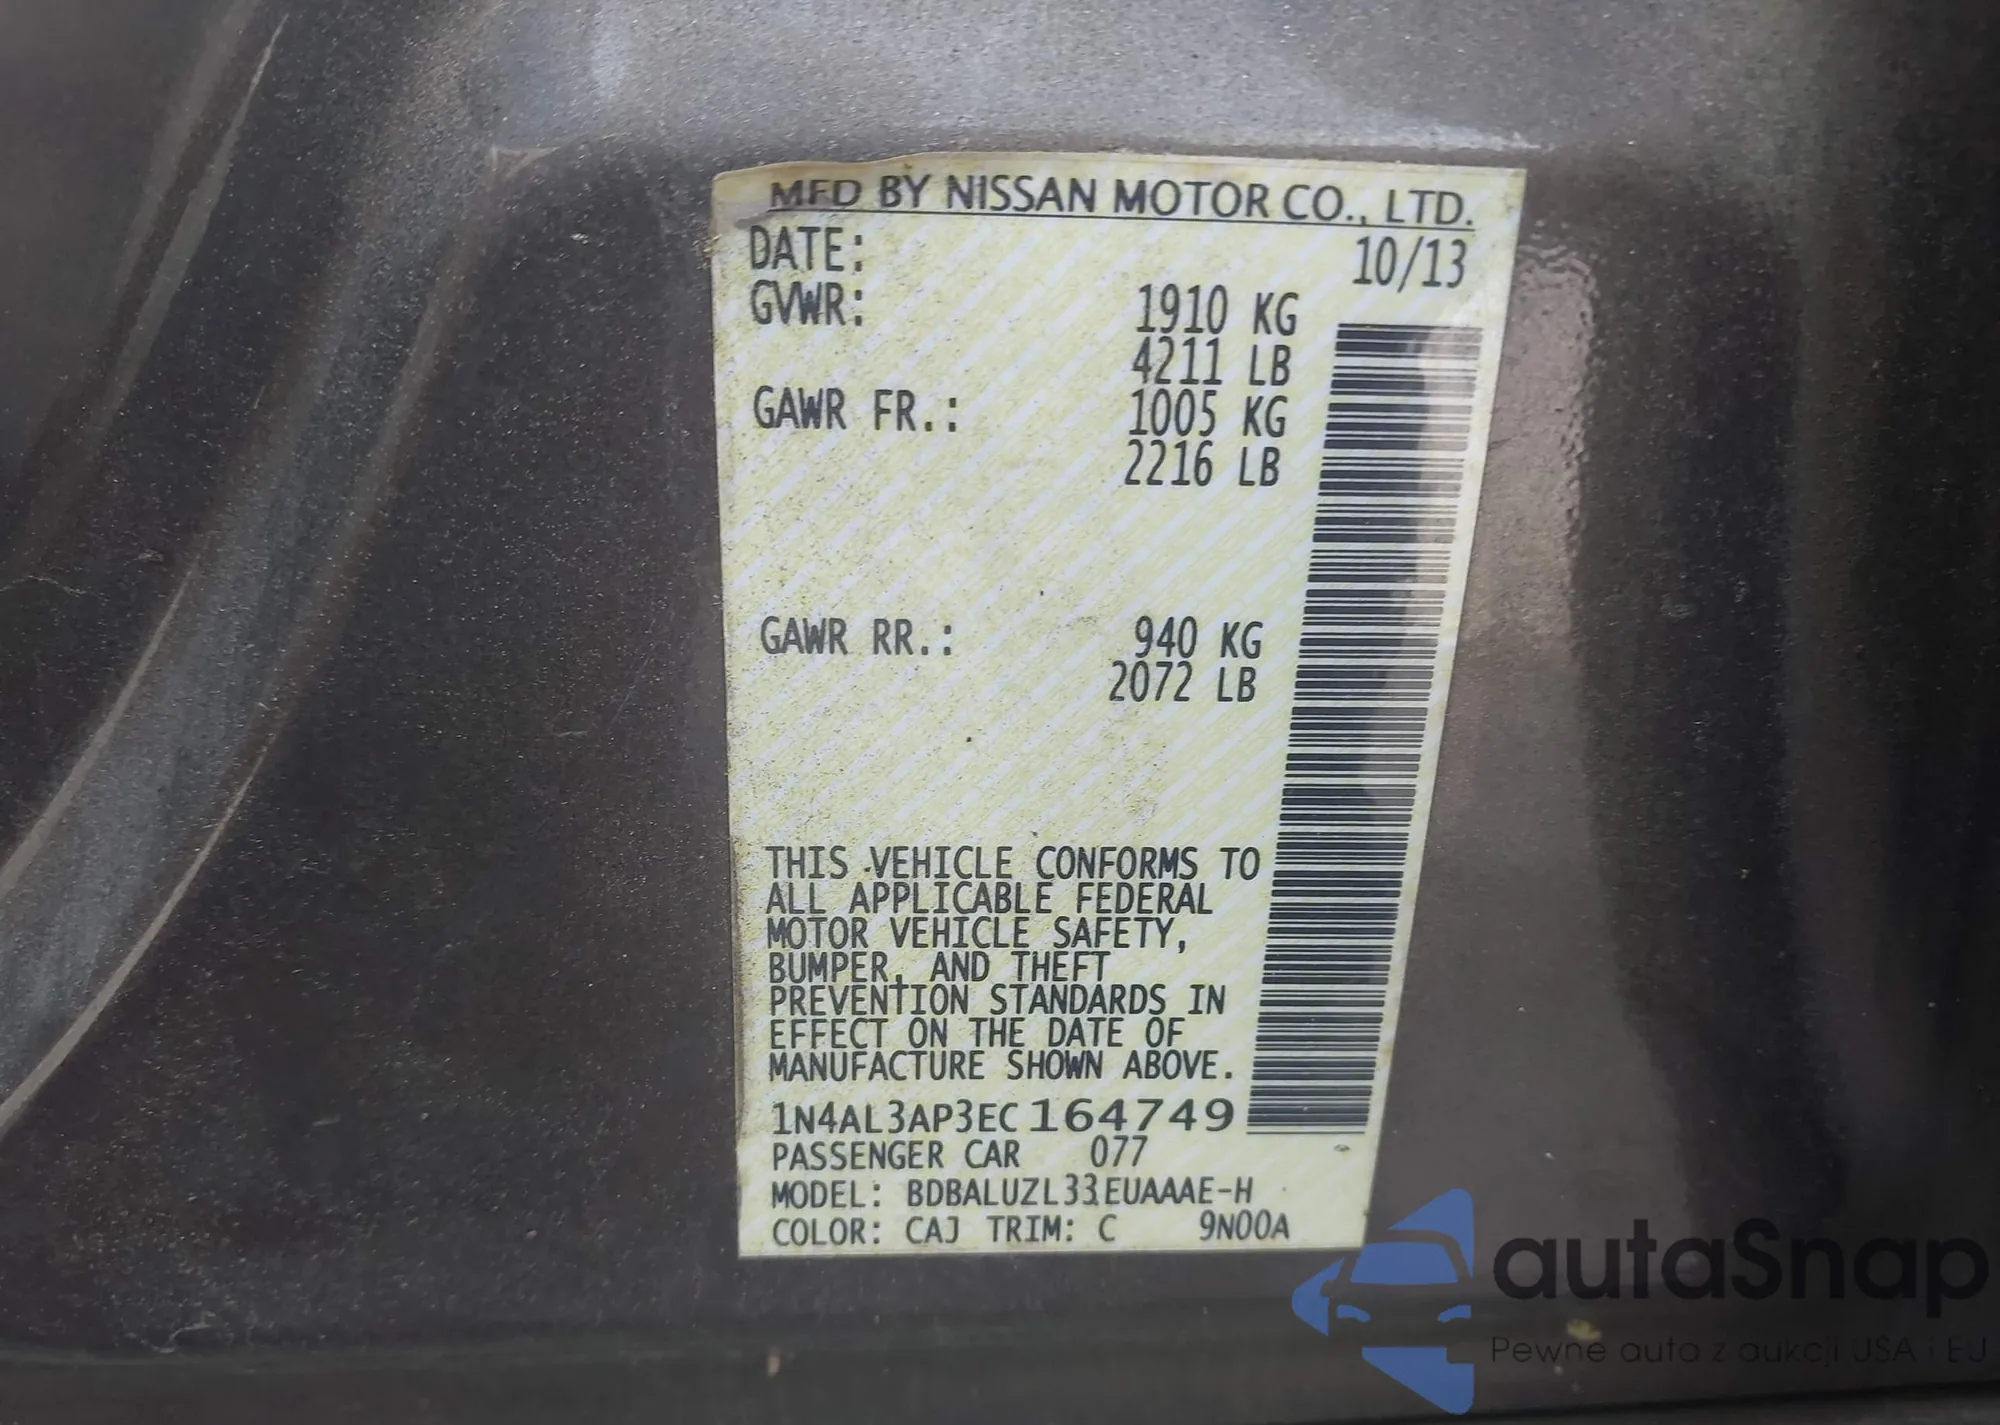 MFD BY NISSAN MOTOR CO., LTD.
DATE: 10/13
GVWR: 1910 KG
4211 LB
GAWR FR.: 1005 KG
2216 LB
GAWR RR.: 940 KG
2072 LB
THIS VEHICLE CONFORMS TO
ALL APPLICABLE FEDERAL
MOTOR VEHICLE SAFETY,
BUMPER, AND THEFT
PREVENTION STANDARDS IN
EFFECT ON THE DATE OF
MANUFACTURE SHOWN ABOVE.
1N4AL3AP3EC164749
PASSENGER CAR 077
MODEL: BDBALUZL33EUAAAE-H
COLOR: CAJ TRIM: C 9N00A
autaSnap
Pewne auta z aukcji USA i EU